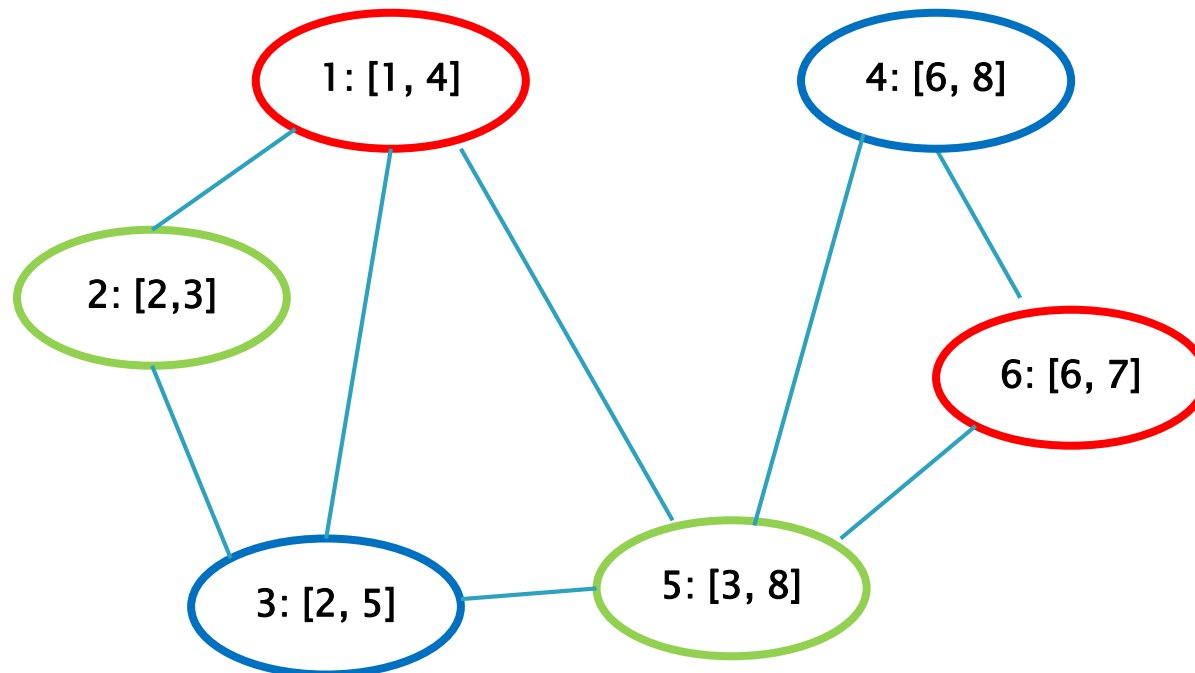 1: [1, 4]
4: [6, 8]
2: [2,3]
6: [6, 7]
3: [2, 5]
5: [3, 8]